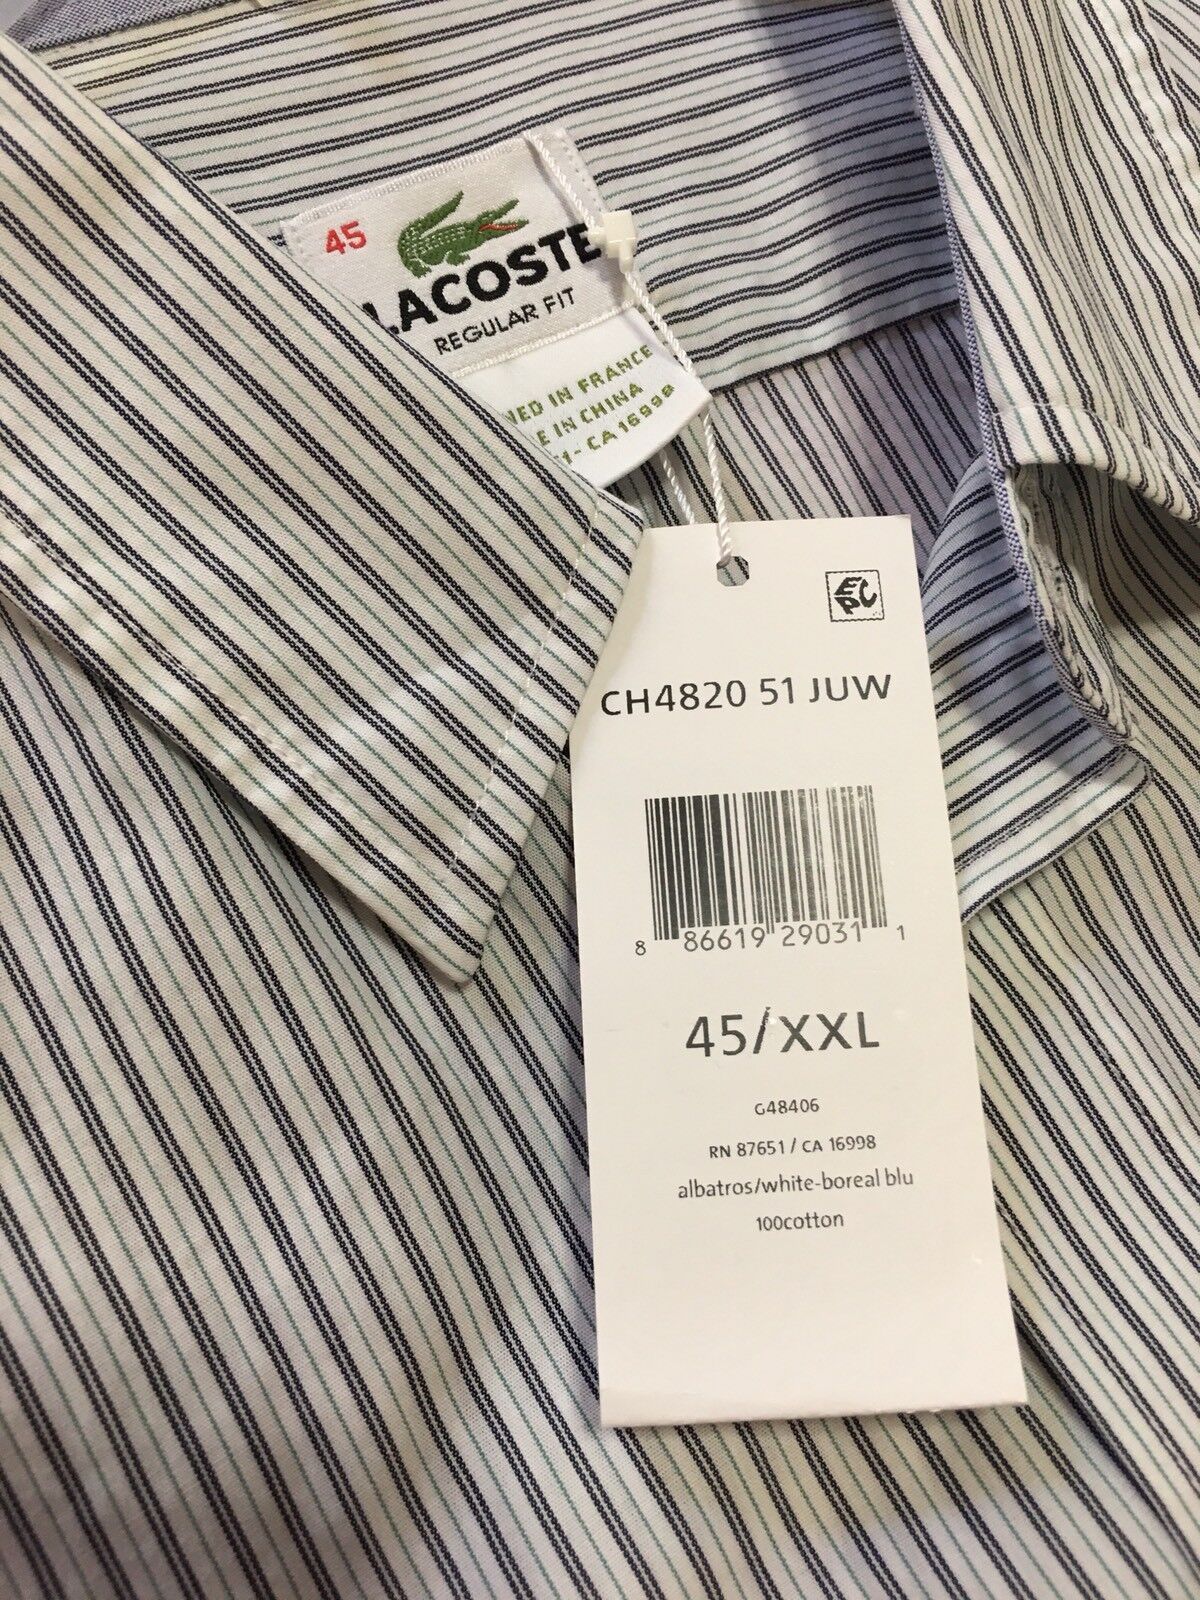 45
LACOSTE
REGULAR FIT
NED IN FRANCE
E IN CHINA
51 - CA 16998
CH4820 51 JUW
8 86619 29031 1
45/XXL
G48406
RN 87651 / CA 16998
albatros/white-boreal blu
100cotton